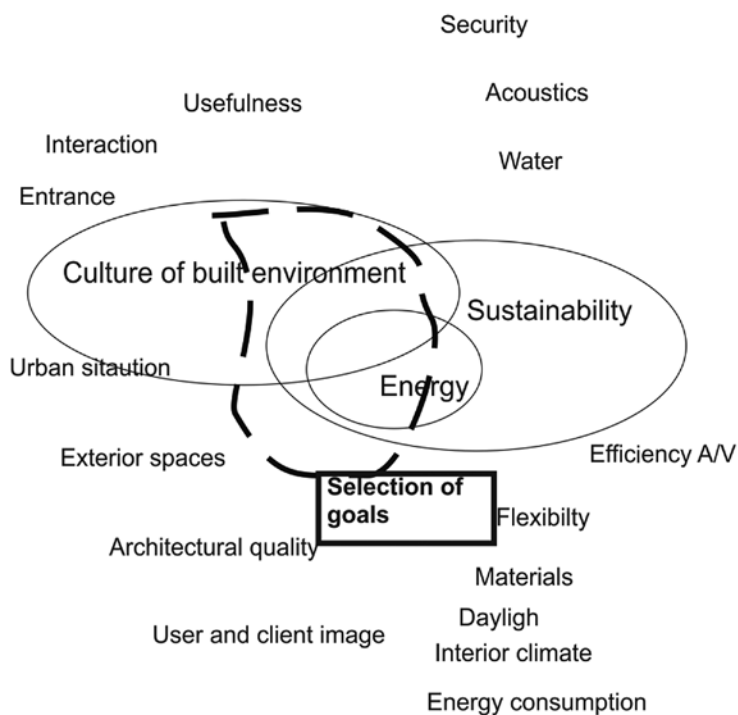 Security
Usefulness
Acoustics
Interaction
Water
Entrance
Culture of built environment
Sustainability
Urban sitaution
Energy
Exterior spaces
Efficiency A/V
Selection of
goals
Flexibilty
Architectural quality
Materials
Dayligh
User and client image
Interior climate
Energy consumption